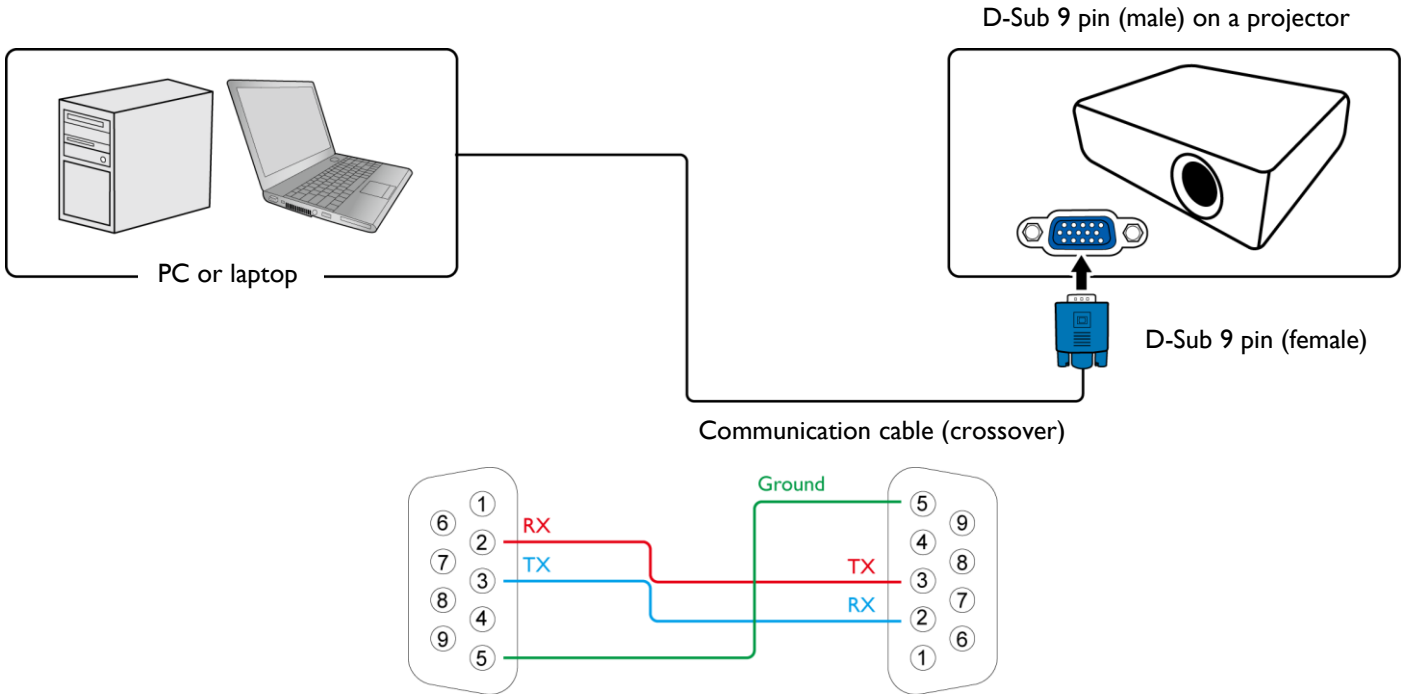 D-Sub 9 pin (male) on a projector
PC or laptop
D-Sub 9 pin (female)
Communication cable (crossover)
Ground
1
6
2
7
3
8
4
9
5
RX
TX
TX
RX
5
9
4
8
3
7
2
6
1